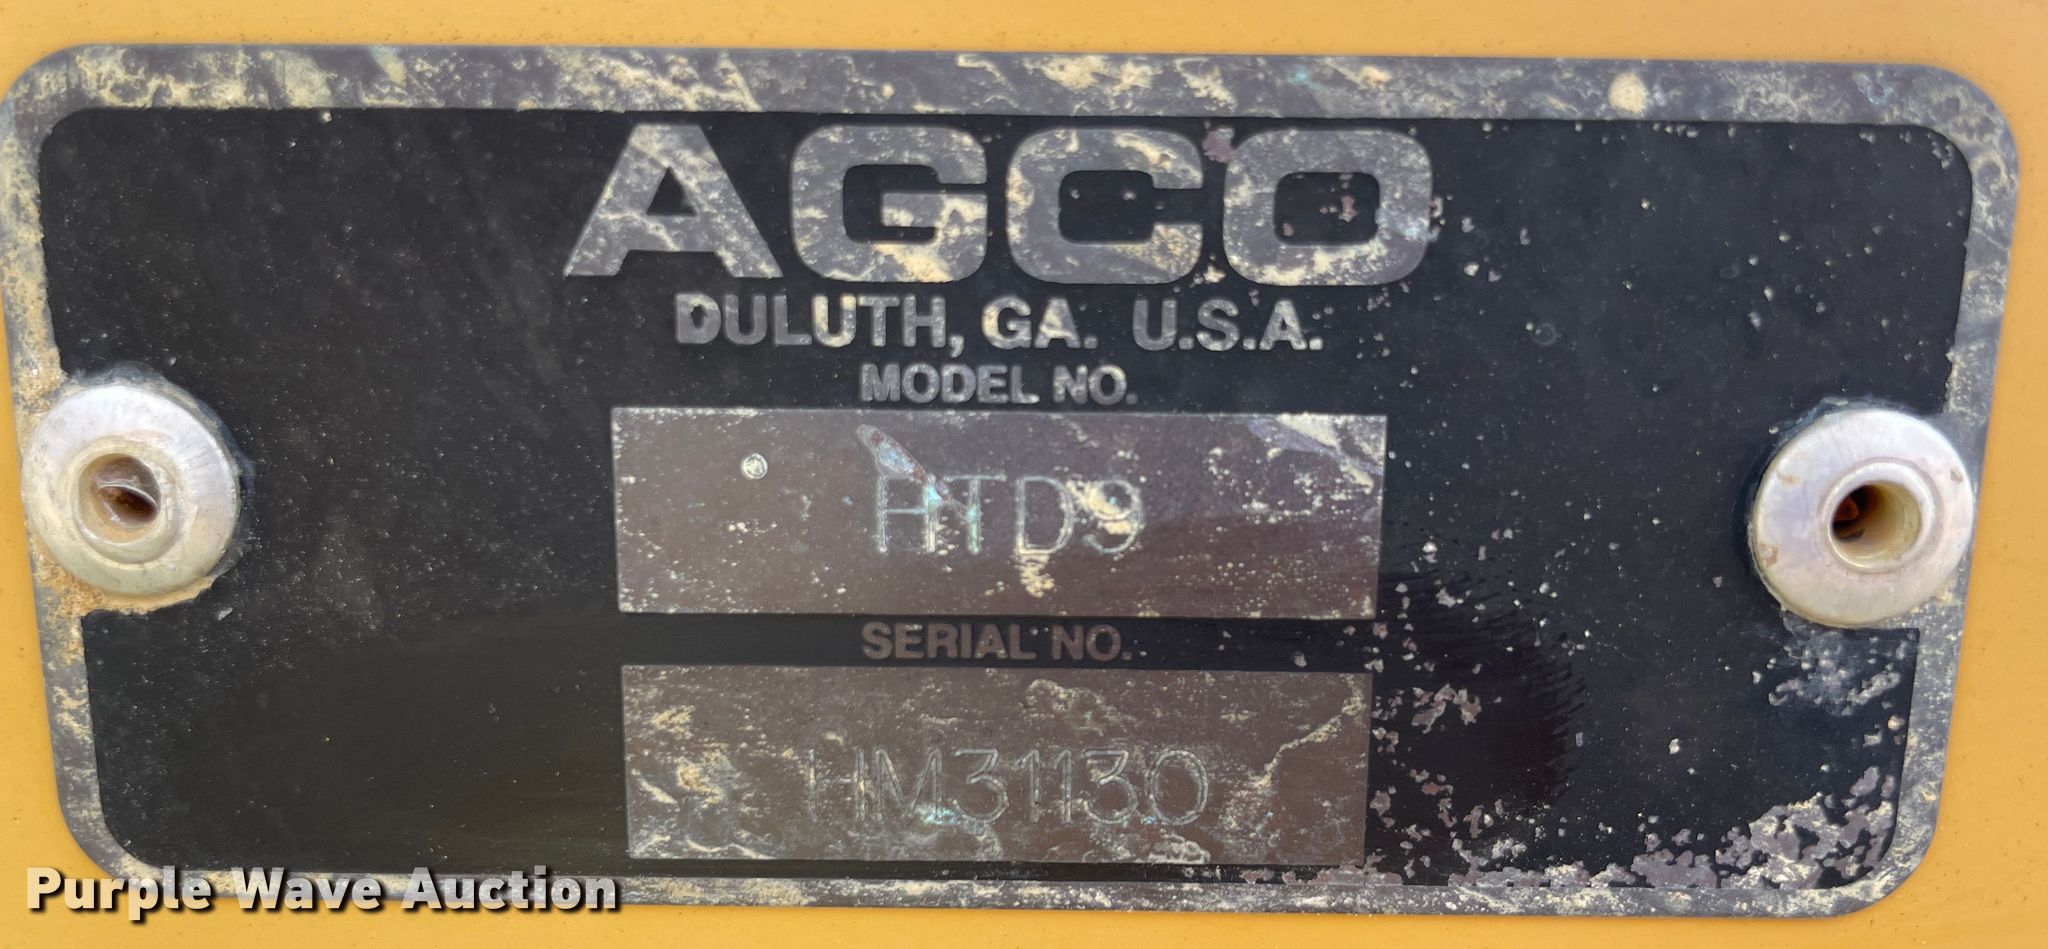 AGCO
DULUTH, GA. U.S.A.
MODEL NO.
HTD9
SERIAL NO.
HM31130
Purple Wave Auction